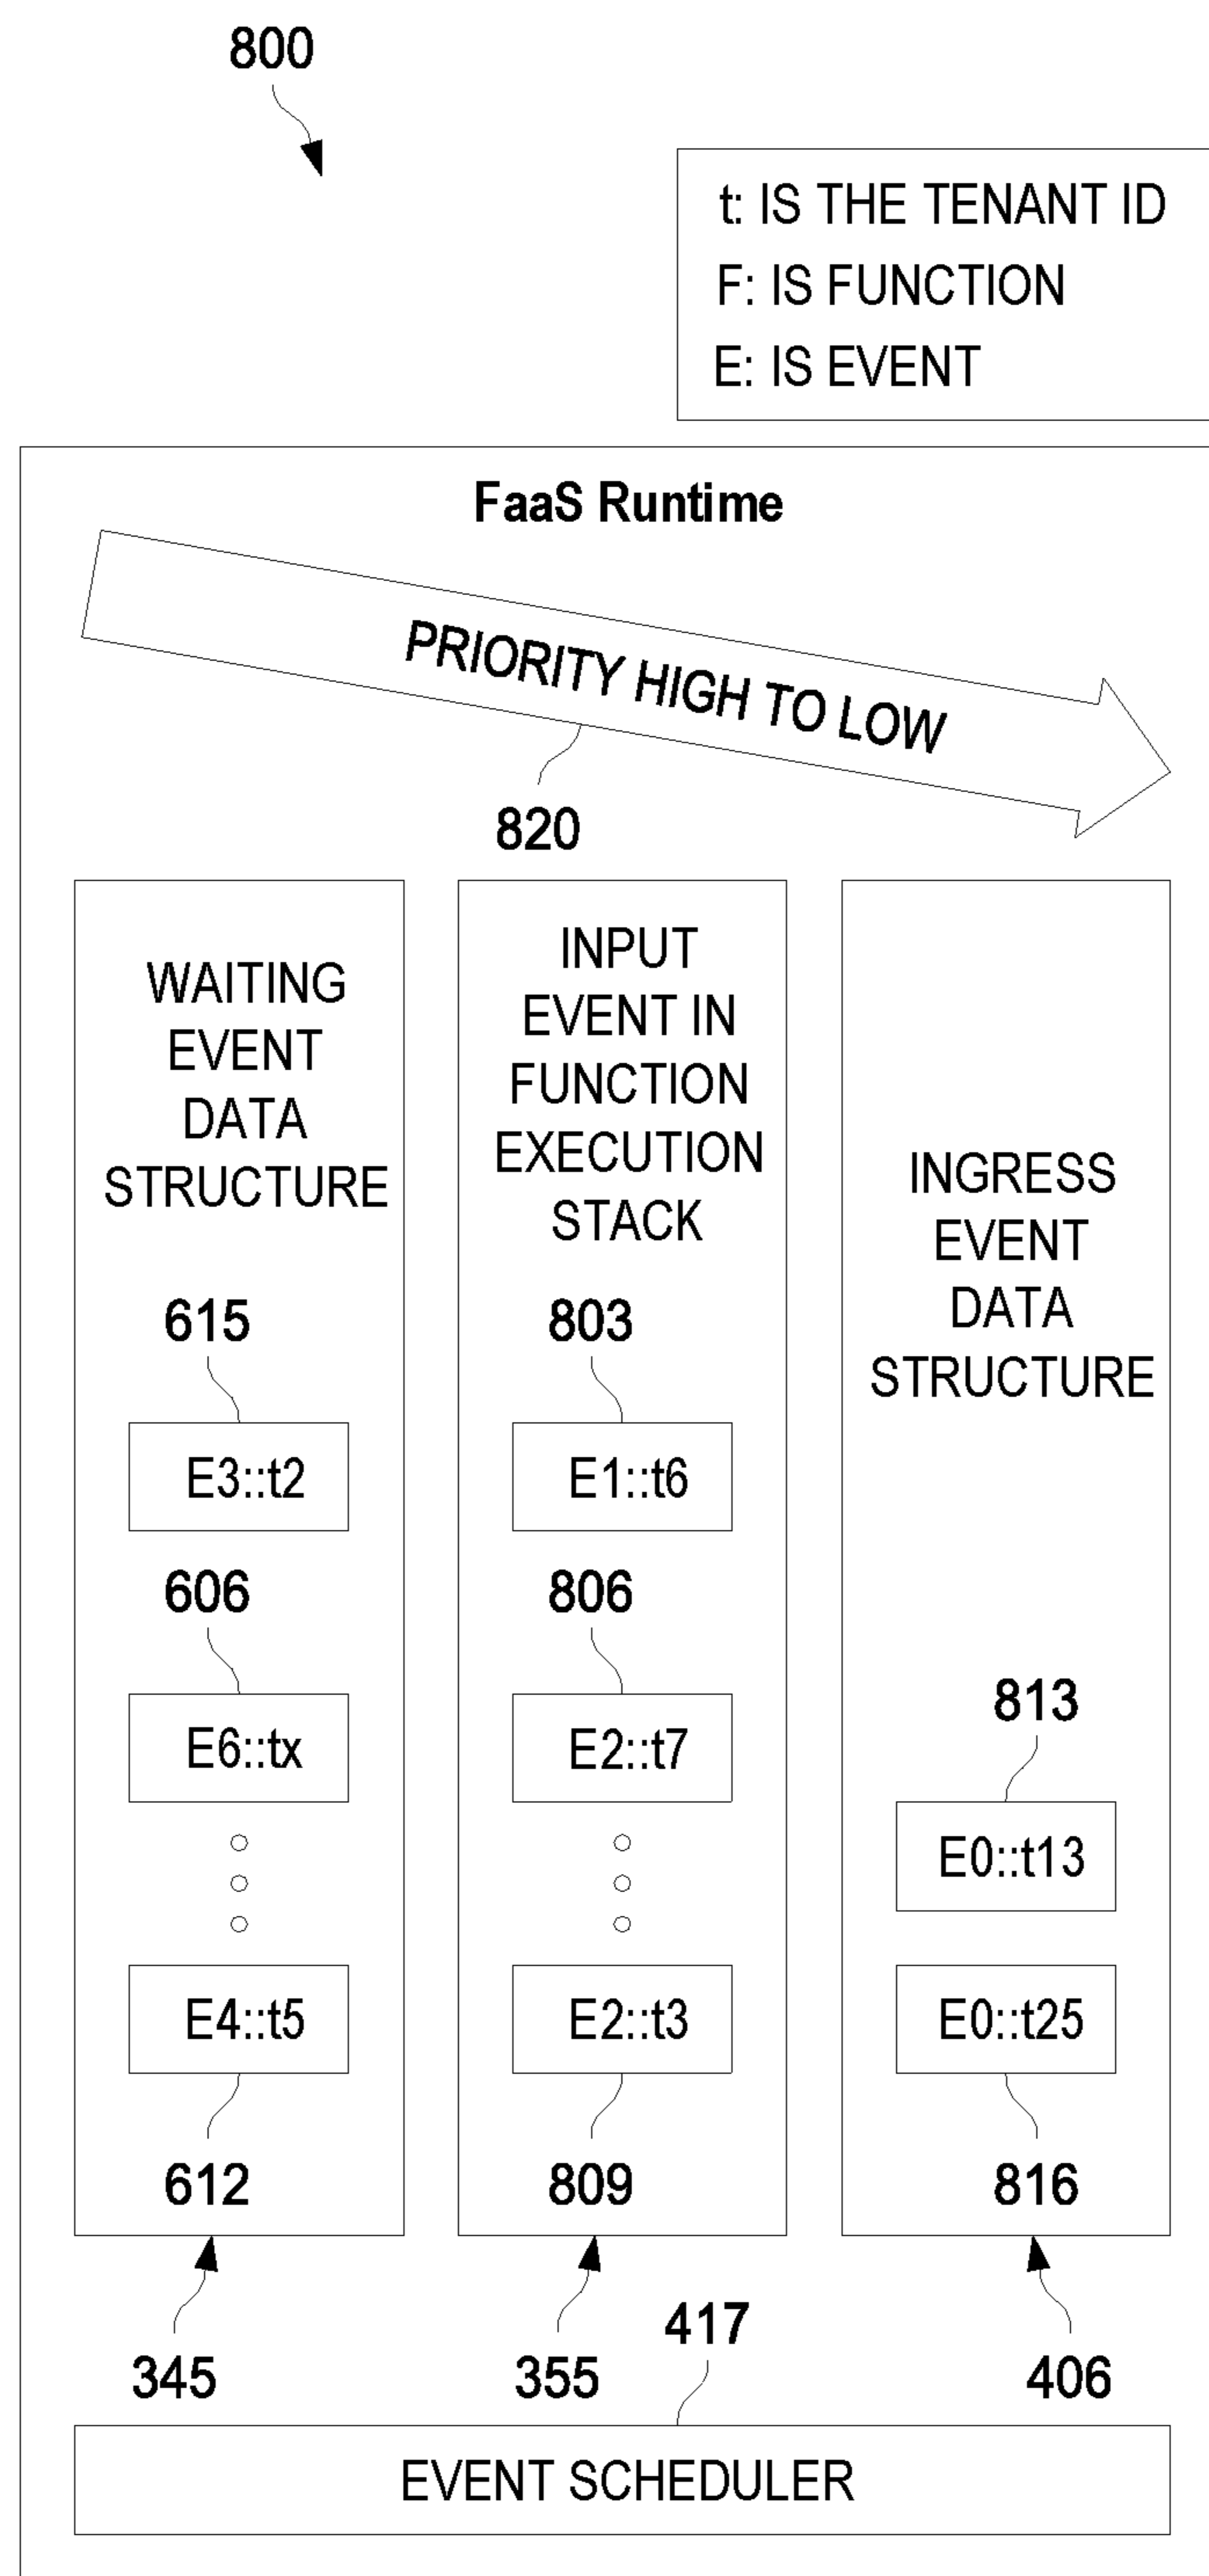 800
t: IS THE TENANT ID
F: IS FUNCTION
E: IS EVENT
FaaS Runtime
PRIORITY HIGH TO LOW
820
WAITING
EVENT
DATA
STRUCTURE
615
E3::t2
606
E6::tx
E4::t5
612
345
INPUT
EVENT IN
FUNCTION
EXECUTION
STACK
803
E1::t6
806
E2::t7
E2::t3
809
355
INGRESS
EVENT
DATA
STRUCTURE
813
E0::t13
E0::t25
816
406
417
EVENT SCHEDULER